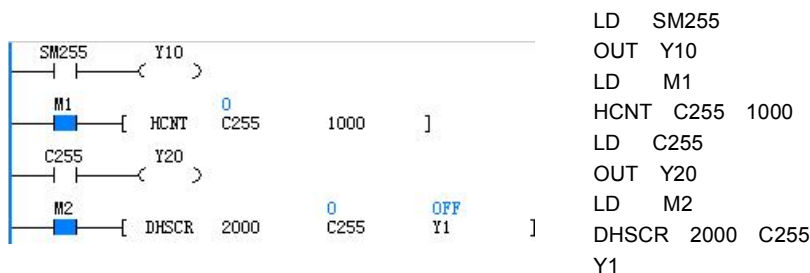 SM255 Y10
M1 0
HCNT C255 1000
C255 Y20
M2 0 OFF
DHSCR 2000 C255 Y1
LD SM255
OUT Y10
LD M1
HCNT C255 1000
LD C255
OUT Y20
LD M2
DHSCR 2000 C255
Y1